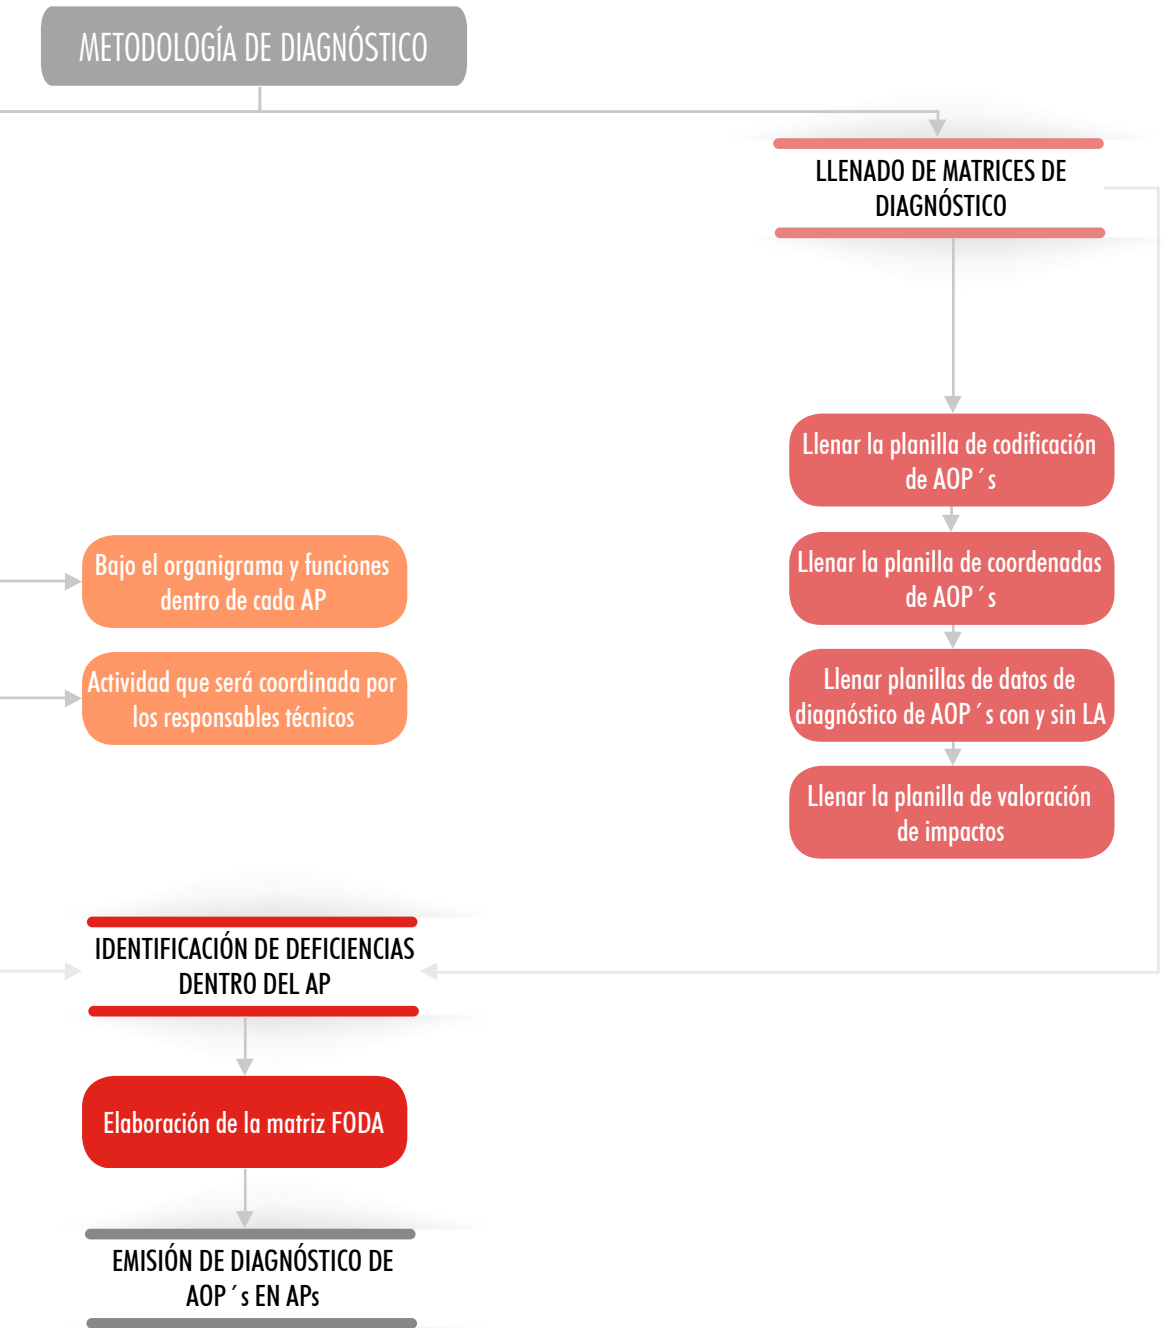 METODOLOGÍA DE DIAGNÓSTICO
LLENADO DE MATRICES DE
DIAGNÓSTICO
Llenar la planilla de codificación
de AOP´s
Llenar la planilla de coordenadas
de AOP´s
Llenar planillas de datos de
diagnóstico de AOP´s con y sin LA
Llenar la planilla de valoración
de impactos
Bajo el organigrama y funciones
dentro de cada AP
Actividad que será coordinada por
los responsables técnicos
IDENTIFICACIÓN DE DEFICIENCIAS
DENTRO DEL AP
Elaboración de la matriz FODA
EMISIÓN DE DIAGNÓSTICO DE
AOP´s EN APs